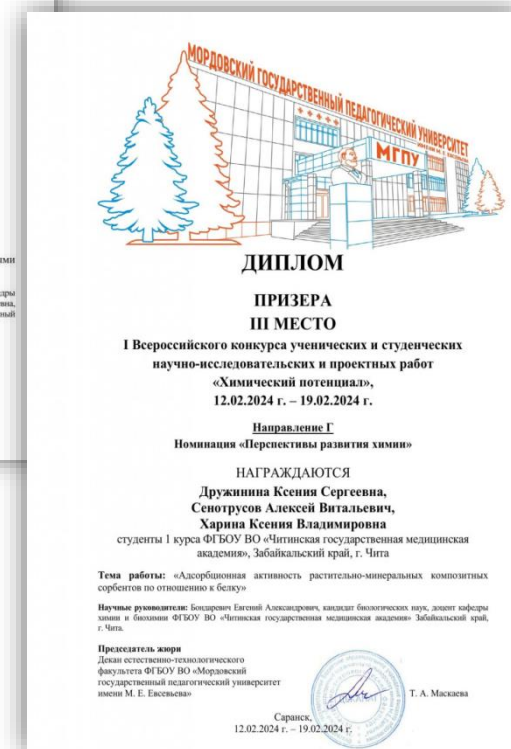 МОРДОВСКИЙ ГОСУДАРСТВЕННЫЙ ПЕДАГОГИЧЕСКИЙ УНИВЕРСИТЕТ
МГПУ
ДИПЛОМ
ПРИЗЕРА
III МЕСТО
I Всероссийского конкурса ученических и студенческих
научно-исследовательских и проектных работ
«Химический потенциал»,
12.02.2024 г. – 19.02.2024 г.
Направление Г
Номинация «Перспективы развития химии»
НАГРАЖДАЮТСЯ
Дружинина Ксения Сергеевна,
Сенотрусов Алексей Витальевич,
Харина Ксения Владимировна
студенты 1 курса ФГБОУ ВО «Читинская государственная медицинская
академия», Забайкальский край, г. Чита
Тема работы: «Адсорбционная активность растительно-минеральных композитных
сорбентов по отношению к белку»
Научные руководители: Бондаревич Евгений Александрович, кандидат биологических наук, доцент кафедры
химии и биохимии ФГБОУ ВО «Читинская государственная медицинская академия» Забайкальский край,
г. Чита.
Председатель жюри
Декан естественно-технологического
факультета ФГБОУ ВО «Мордовский
государственный педагогический университет
имени М. Е. Евсевьева»
Т. А. Маскаева
Саранск,
12.02.2024 г. – 19.02.2024 г.